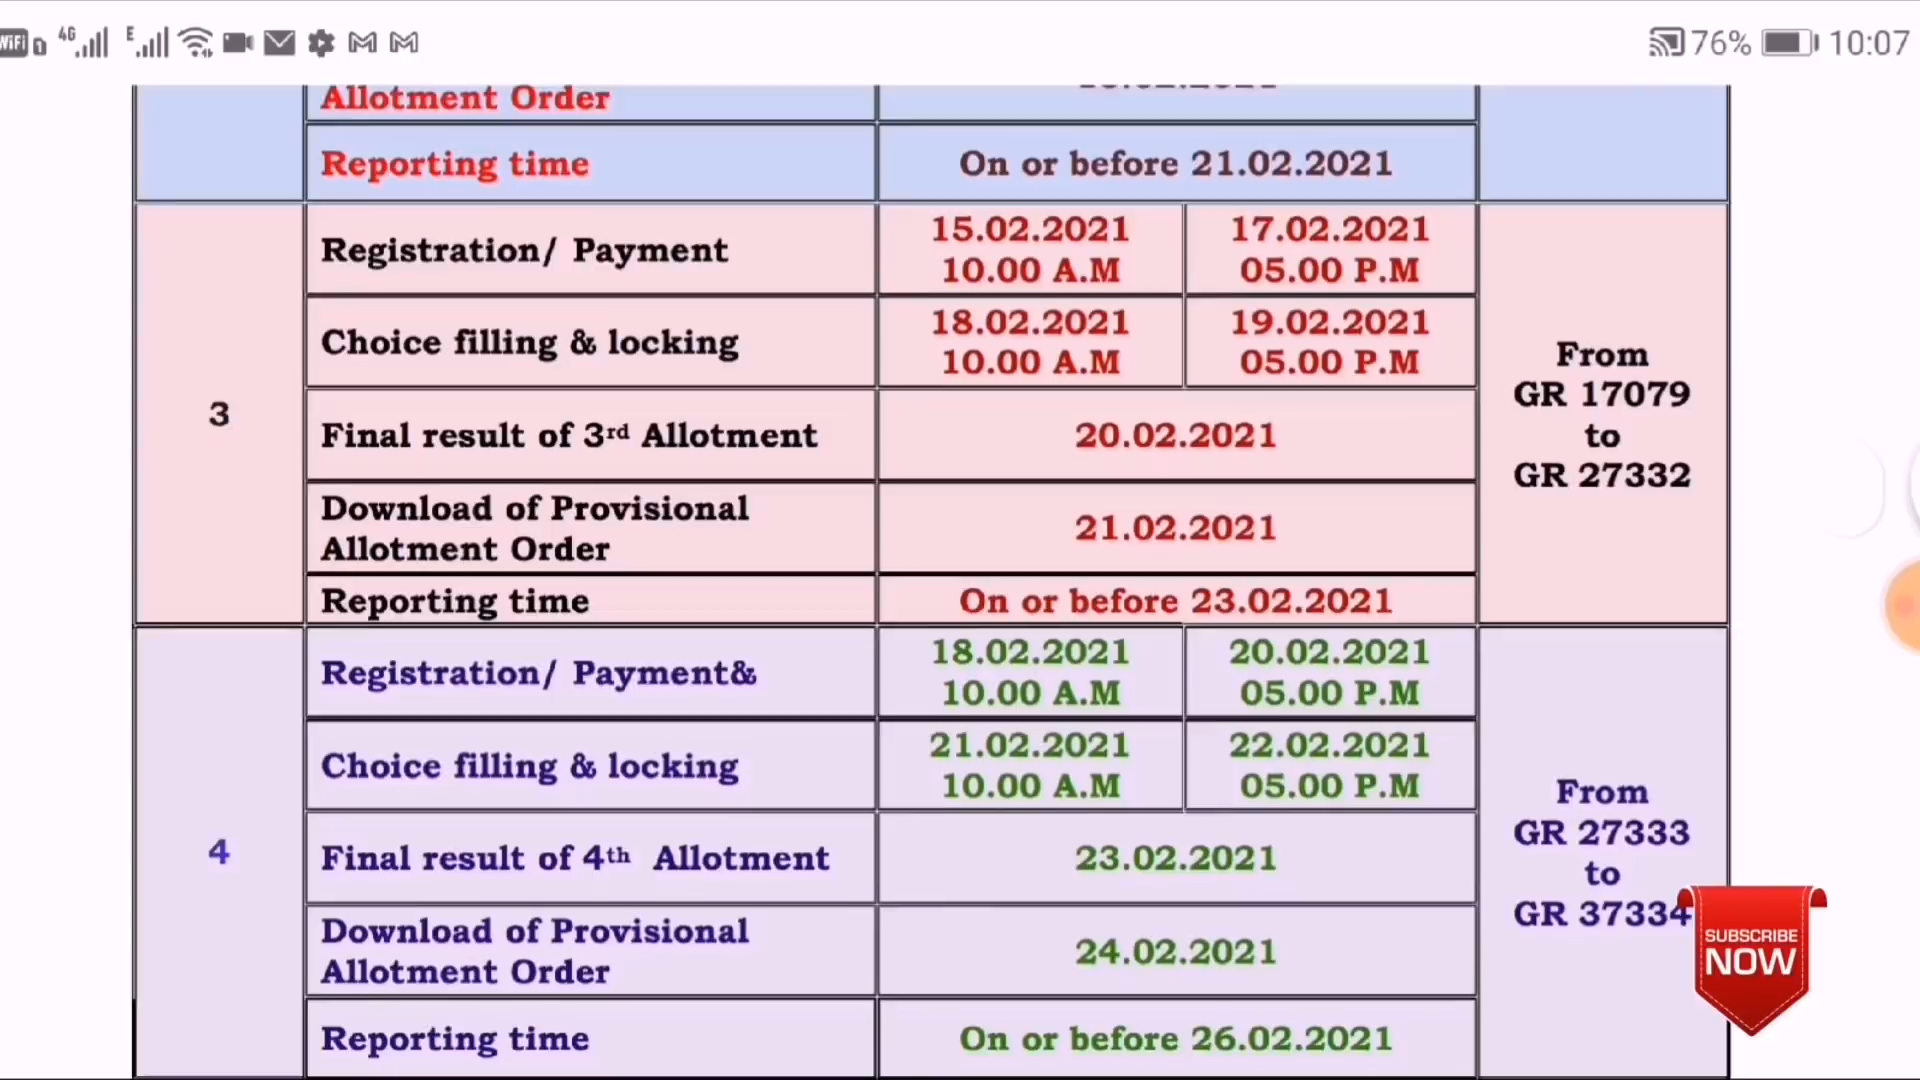 WiFi 1 4G E 76% 10:07
Allotment Order
Reporting time On or before 21.02.2021
3
Registration/ Payment
15.02.2021 17.02.2021
10.00 A.M 05.00 P.M
Choice filling & locking
18.02.2021 19.02.2021
10.00 A.M 05.00 P.M
Final result of 3rd Allotment 20.02.2021
Download of Provisional
Allotment Order
21.02.2021
Reporting time On or before 23.02.2021
From
GR 17079
to
GR 27332
4
Registration/ Payment&
18.02.2021 20.02.2021
10.00 A.M 05.00 P.M
Choice filling & locking
21.02.2021 22.02.2021
10.00 A.M 05.00 P.M
Final result of 4th Allotment 23.02.2021
Download of Provisional
Allotment Order
24.02.2021
Reporting time On or before 26.02.2021
From
GR 27333
to
GR 37334
SUBSCRIBE
NOW